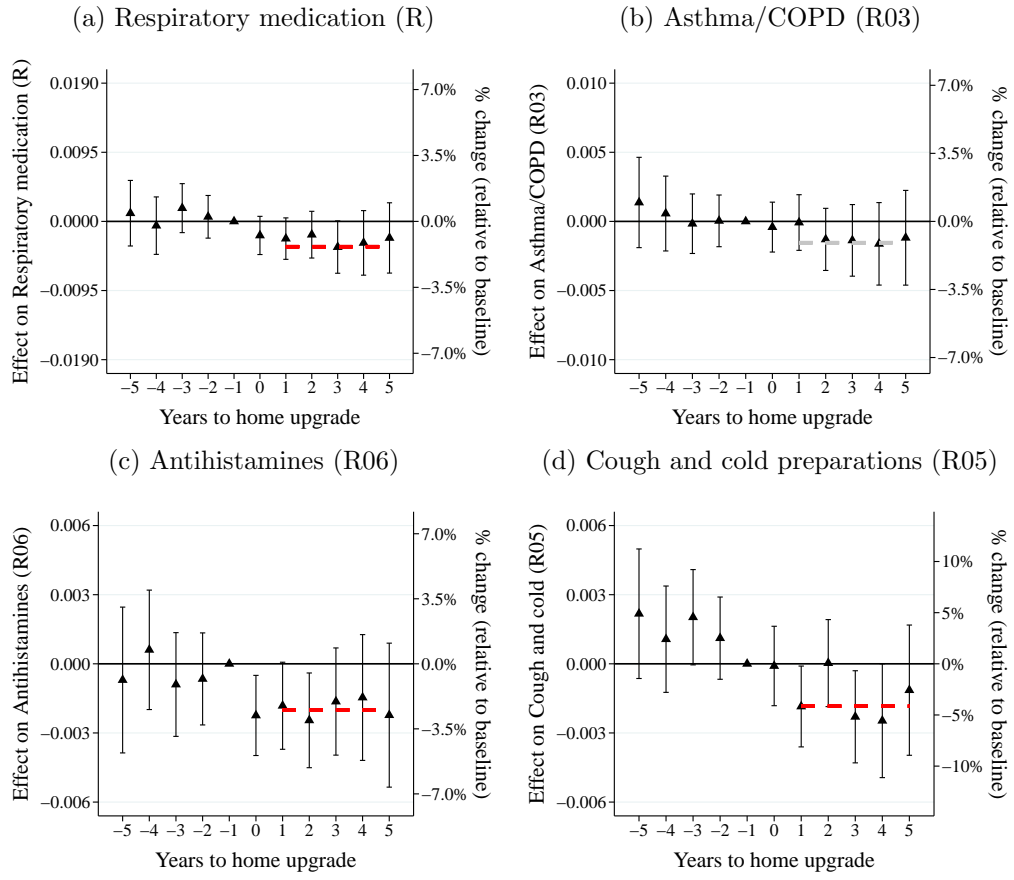 (a) Respiratory medication (R)
Effect on Respiratory medication (R)
0.0190
0.0095
0.0000
−0.0095
−0.0190
7.0%
3.5%
0.0%
−3.5%
−7.0%
% change (relative to baseline)
−5 −4 −3 −2 −1 0 1 2 3 4 5
Years to home upgrade
(b) Asthma/COPD (R03)
Effect on Asthma/COPD (R03)
0.010
0.005
0.000
−0.005
−0.010
7.0%
3.5%
0.0%
−3.5%
−7.0%
% change (relative to baseline)
−5 −4 −3 −2 −1 0 1 2 3 4 5
Years to home upgrade
(c) Antihistamines (R06)
Effect on Antihistamines (R06)
0.006
0.003
0.000
−0.003
−0.006
7.0%
3.5%
0.0%
−3.5%
−7.0%
% change (relative to baseline)
−5 −4 −3 −2 −1 0 1 2 3 4 5
Years to home upgrade
(d) Cough and cold preparations (R05)
Effect on Cough and cold (R05)
0.006
0.003
0.000
−0.003
−0.006
10%
5%
0%
−5%
−10%
% change (relative to baseline)
−5 −4 −3 −2 −1 0 1 2 3 4 5
Years to home upgrade